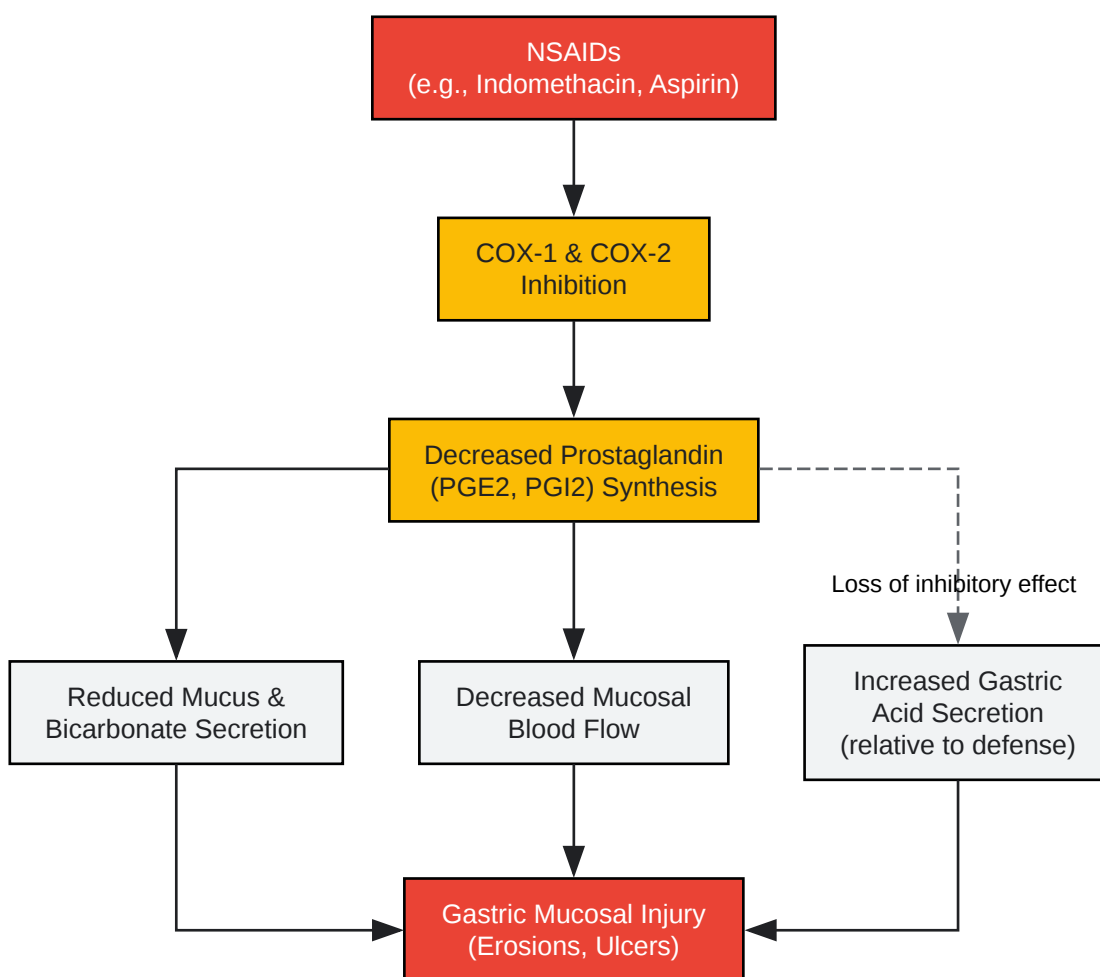 NSAIDs
(e.g., Indomethacin, Aspirin)
COX-1 & COX-2
Inhibition
Decreased Prostaglandin
(PGE2, PGI2) Synthesis
Loss of inhibitory effect
Reduced Mucus &
Bicarbonate Secretion
Decreased Mucosal
Blood Flow
Increased Gastric
Acid Secretion
(relative to defense)
Gastric Mucosal Injury
(Erosions, Ulcers)